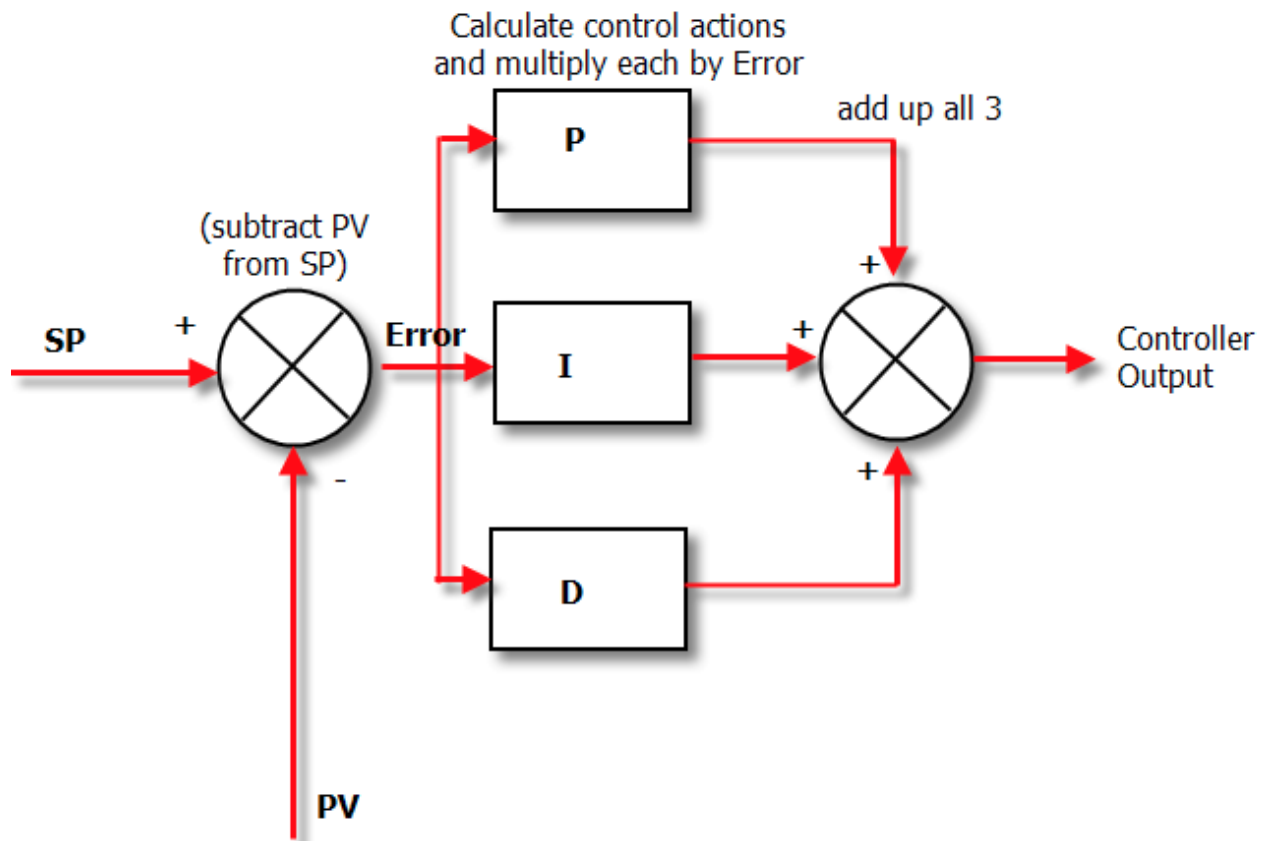 Calculate control actions
and multiply each by Error
add up all 3
P
(subtract PV
from SP)
+
SP
+
Error
I
+
Controller
Output
-
+
D
PV